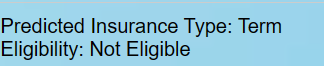 Predicted Insurance Type: Term
Eligibility: Not Eligible